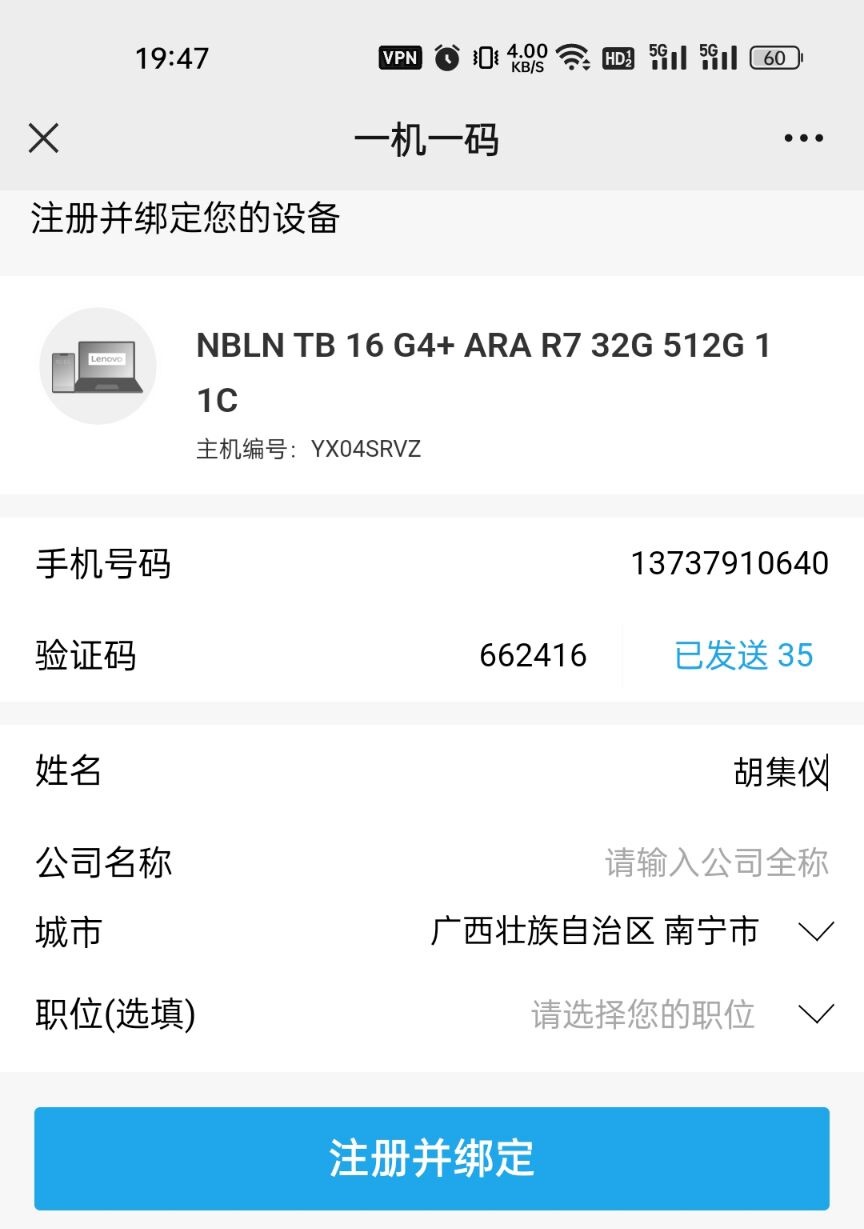 19:47 VPN 4.00 KB/S HD 5G 5G 60
一机一码
注册并绑定您的设备
Lenovo
NBLN TB 16 G4+ ARA R7 32G 512G 1
1C
主机编号：YX04SRVZ
手机号码 13737910640
验证码 662416 已发送 35
姓名 胡集仪
公司名称 请输入公司全称
城市 广西壮族自治区 南宁市
职位(选填) 请选择您的职位
注册并绑定